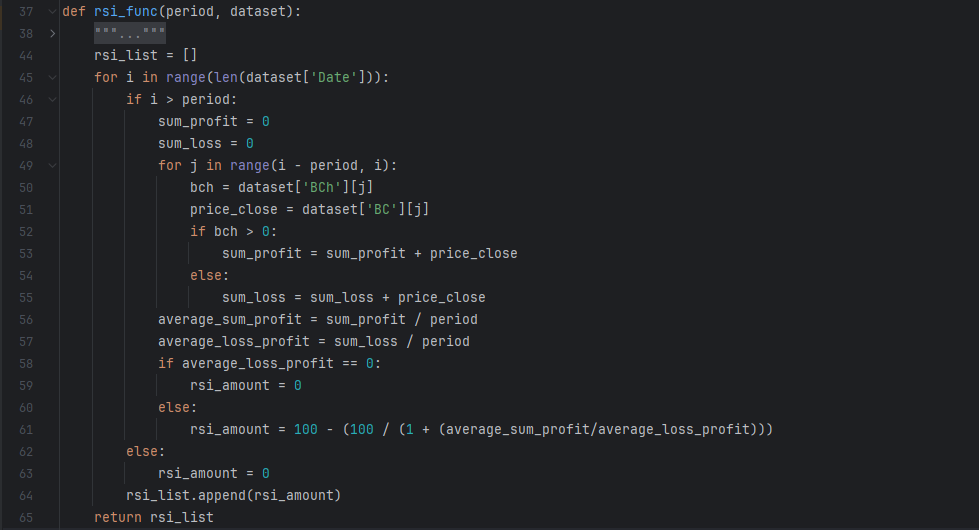 37 def rsi_func(period, dataset):
38 """..."""
44 rsi_list = []
45 for i in range(len(dataset['Date'])):
46 if i > period:
47 sum_profit = 0
48 sum_loss = 0
49 for j in range(i - period, i):
50 bch = dataset['BCh'][j]
51 price_close = dataset['BC'][j]
52 if bch > 0:
53 sum_profit = sum_profit + price_close
54 else:
55 sum_loss = sum_loss + price_close
56 average_sum_profit = sum_profit / period
57 average_loss_profit = sum_loss / period
58 if average_loss_profit == 0:
59 rsi_amount = 0
60 else:
61 rsi_amount = 100 - (100 / (1 + (average_sum_profit/average_loss_profit)))
62 else:
63 rsi_amount = 0
64 rsi_list.append(rsi_amount)
65 return rsi_list